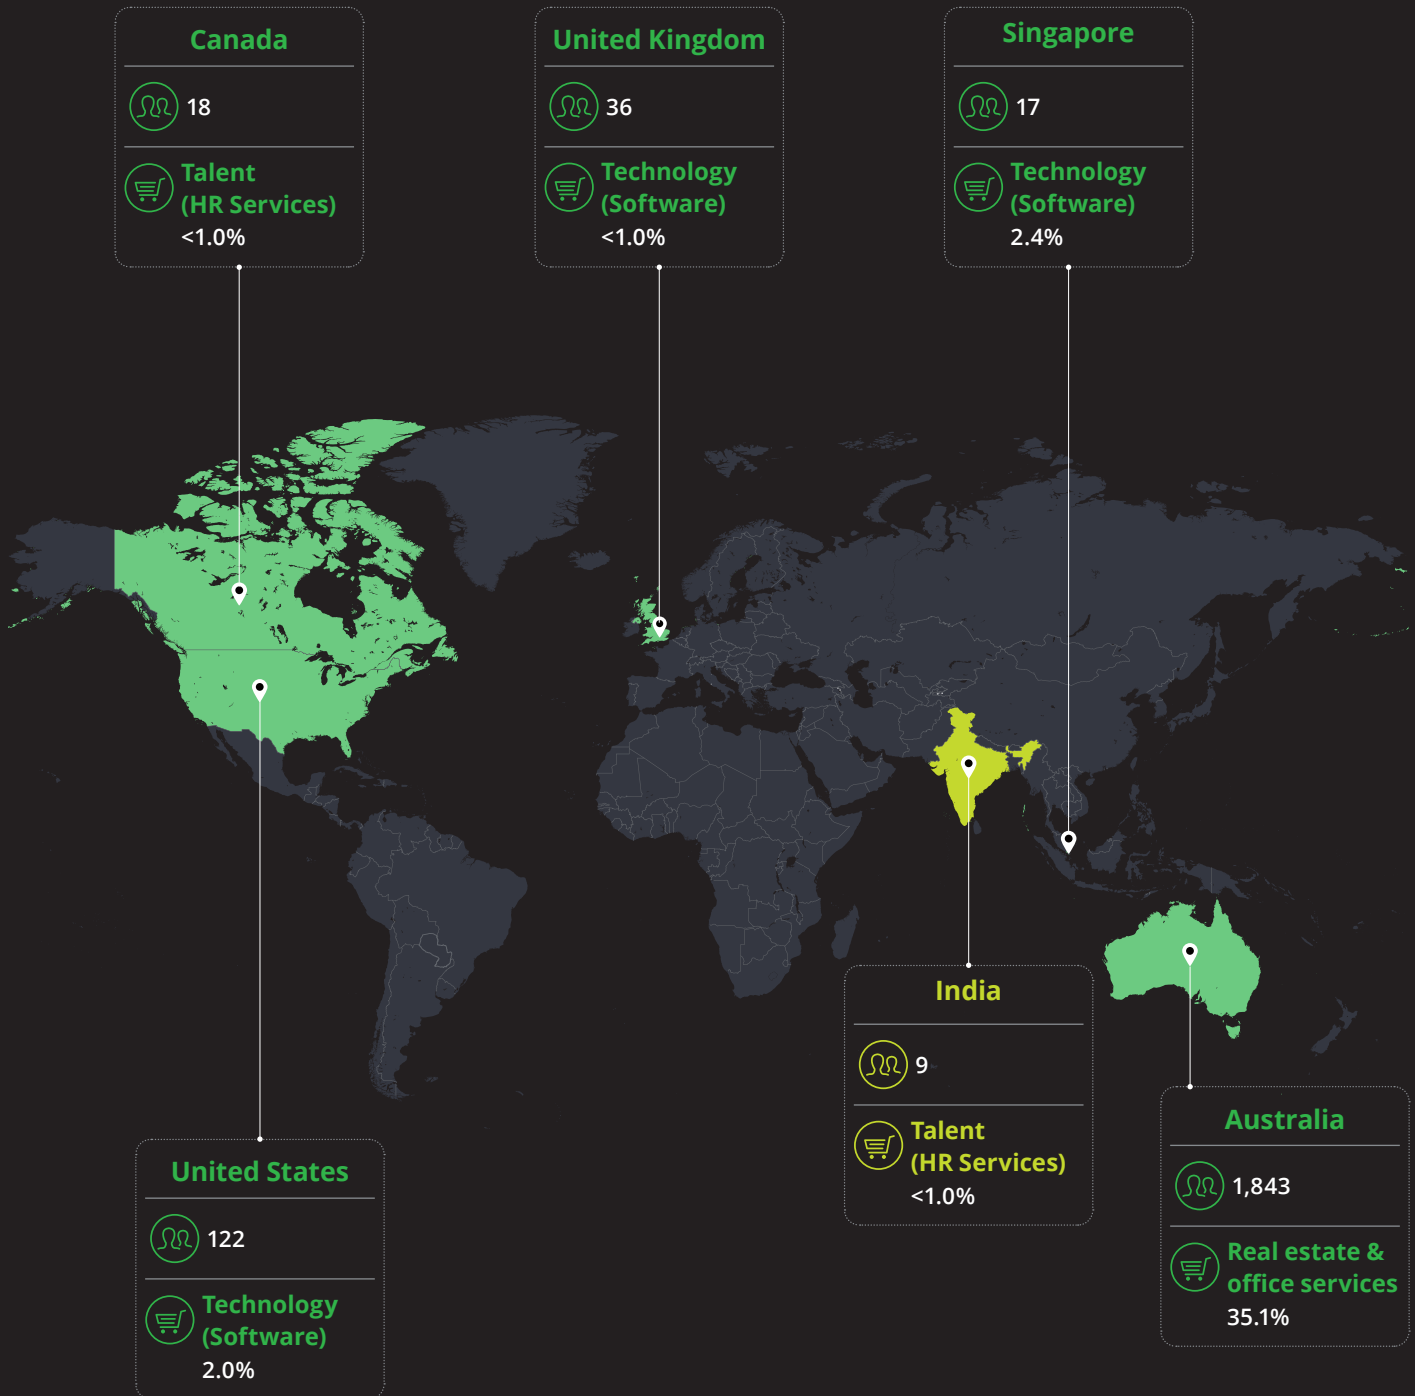 Canada
18
Talent
(HR Services)
<1.0%
United Kingdom
36
Technology
(Software)
<1.0%
Singapore
17
Technology
(Software)
2.4%
India
9
Talent
(HR Services)
<1.0%
Australia
1,843
Real estate &
office services
35.1%
United States
122
Technology
(Software)
2.0%